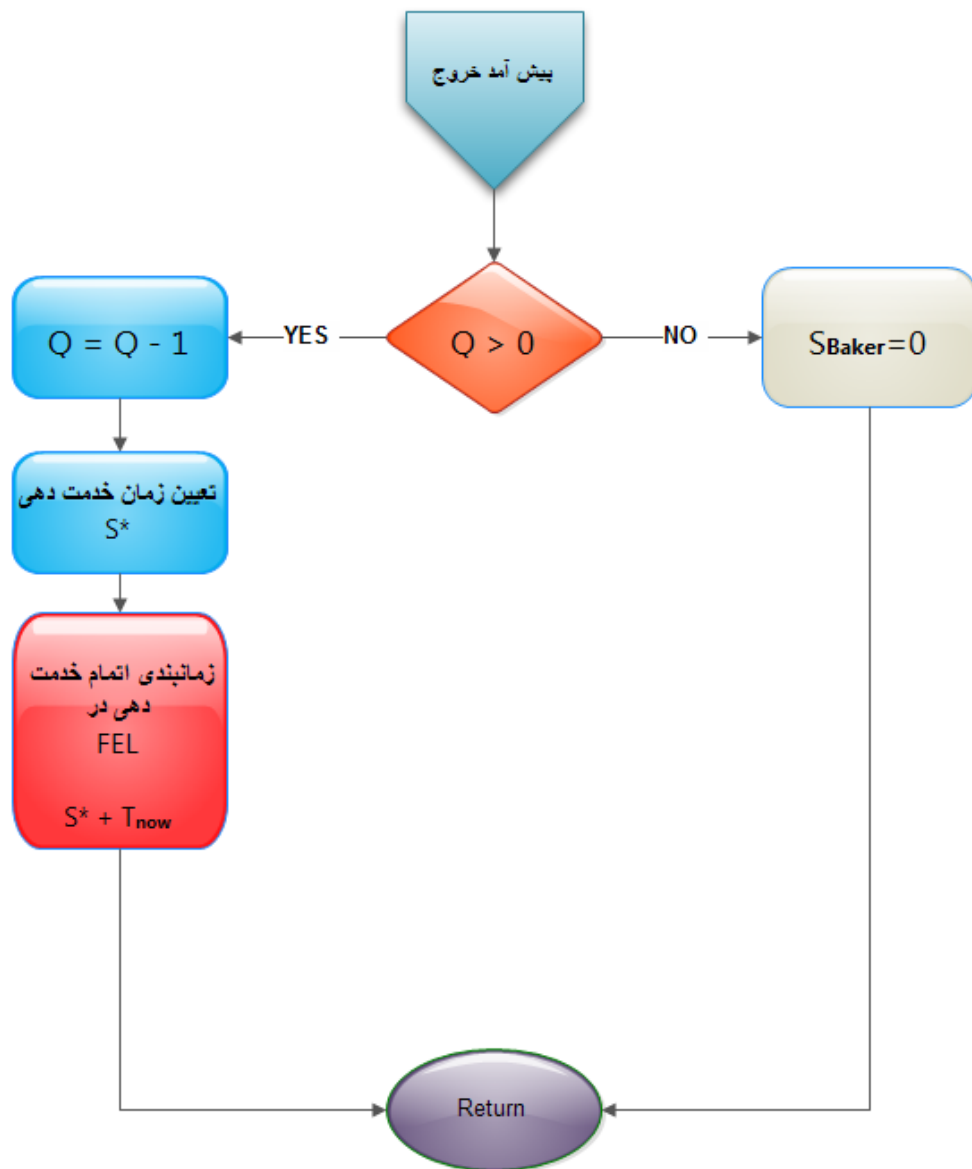 پیش آمد خروج
Q > 0
YES
NO
Q = Q - 1
SBaker=0
تعیین زمان خدمت دهی
S*
زمانبندی اتمام خدمت
دهی در
FEL
S* + Tnow
Return